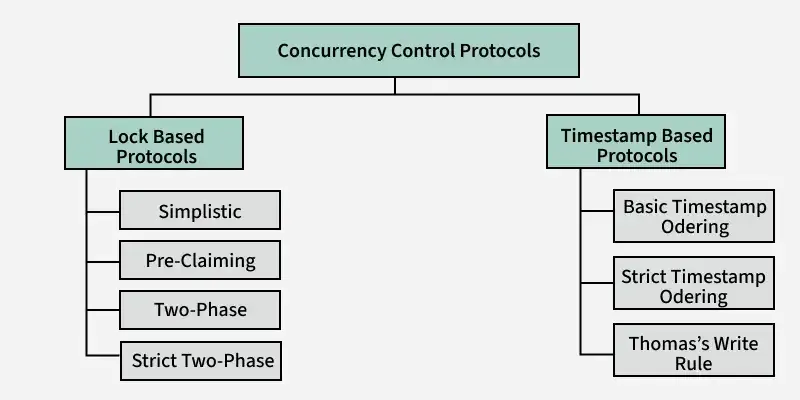 Concurrency Control Protocols
Lock Based
Protocols
Simplistic
Pre-Claiming
Two-Phase
Strict Two-Phase
Timestamp Based
Protocols
Basic Timestamp
Odering
Strict Timestamp
Odering
Thomas's Write
Rule